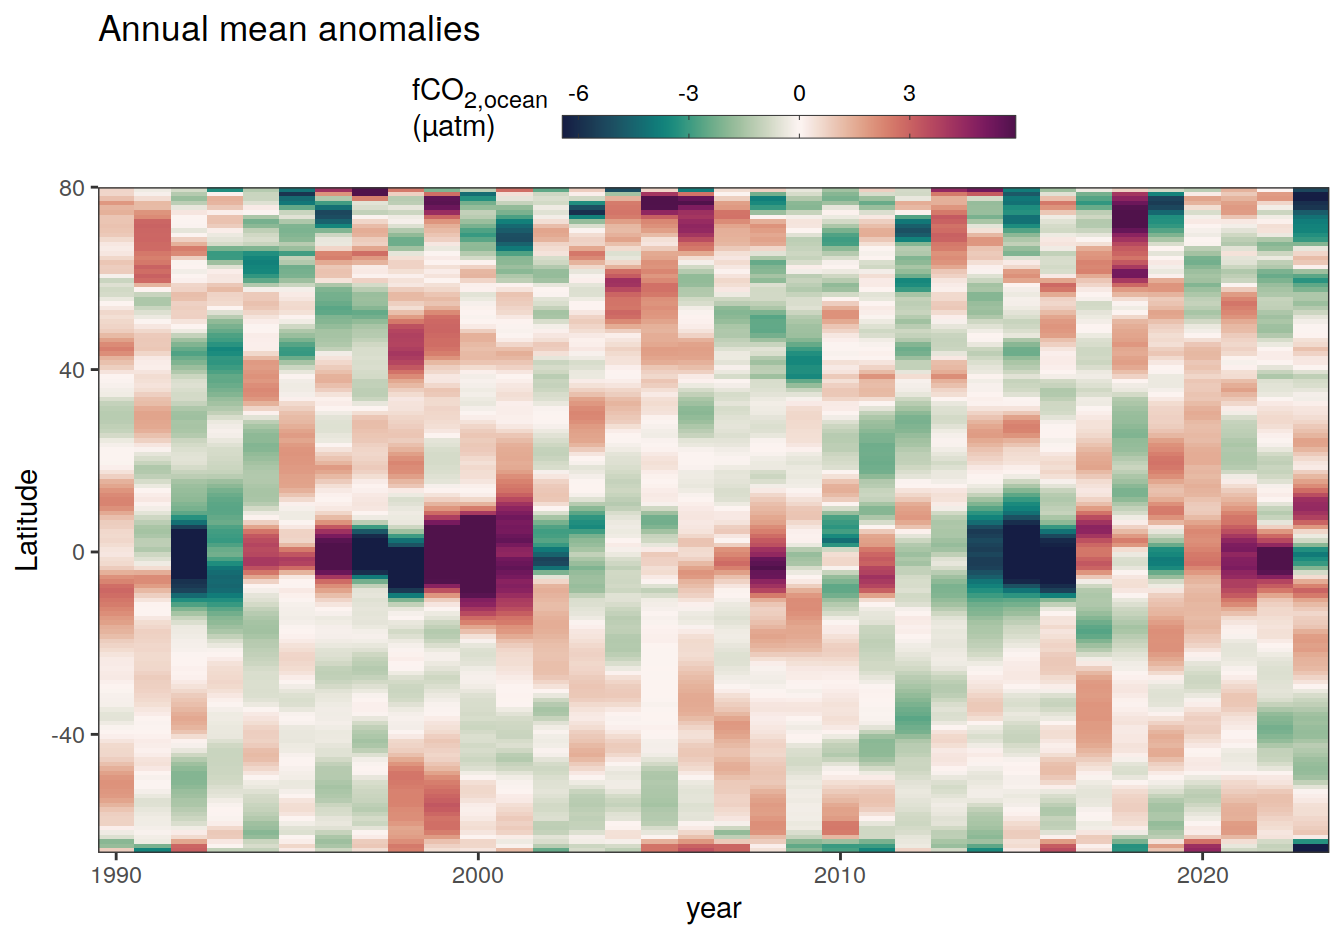 Annual mean anomalies
fCO2,ocean
(µatm)
-6 -3 0 3
80
40
0
-40
Latitude
1990 2000 2010 2020
year